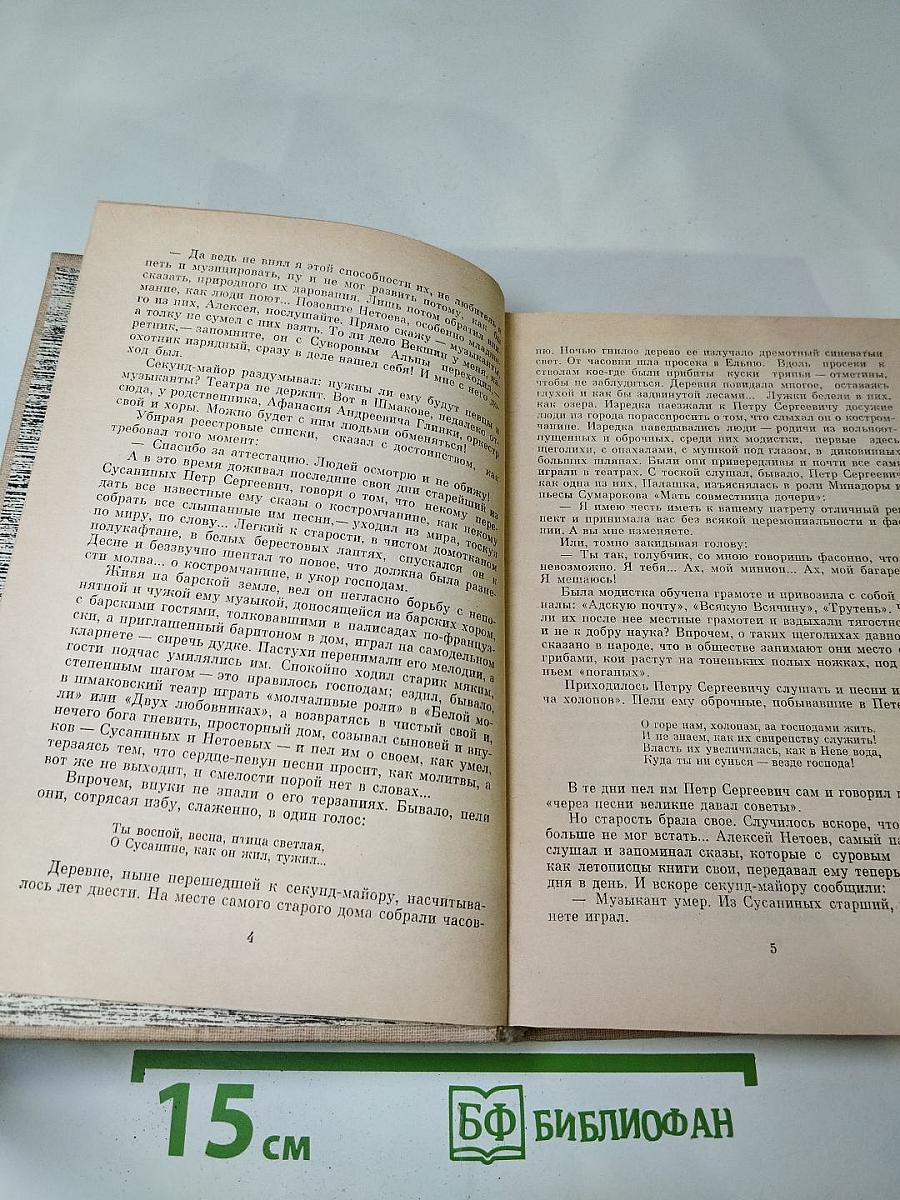 — Да ведь не внял я этой способности их, не любитель я
петь и музицировать, ну и не мог развить потому, как бы
сказать, природного их дарования. Лишь потом обратил вни-
мание, как люди поют... Позовите Нетоева, особенно младше-
го из них, Алексея, послушайте. Прямо скажу — музыканты,
а толку не сумел с них взять. То ли дело Векшин у меня, ка-
ретник, — запомните, он с Суворовым Альпы переходил, —
охотник изрядный, сразу в деле нашел себя! И мне с него до-
ход был.
Секунд-майор раздумывал: нужны ли ему будут певцы и
музыканты? Театра не держит. Вот в Шмакове, недалеко от-
сюда, у родственника, Афанасия Андреевича Глинки, оркестр
свой и хоры. Можно будет с ним людьми обменяться!
Убирая реестровые списки, сказал с достоинством, как
требовал того момент:
— Спасибо за аттестацию. Людей осмотрю и не обижу!
А в это время доживал последние свои дни старейший из
Сусаниных Петр Сергеевич, говоря о том, что некому пере-
дать все известные ему сказы о костромчанине, как некому
собрать все слышанные им песни, — уходил из мира, тоскуя
по миру, по слову... Легкий к старости, в чистом домотканом
полукафтане, в белых берестовых лаптях, спускался он к
Десне и беззвучно шептал то новое, что должна была разне-
сти молва... о костромчанине, в укор господам.
Живя на барской земле, вел он негласно борьбу с непо-
нятной и чужой ему музыкой, доносящейся из барских хором,
с барскими гостями, толковавшими в палисадах по-француз-
ски, а приглашенный баритоном в дом, играл на самодельном
кларнете — сиречь дудке. Пастухи перенимали его мелодии, а
гости подчас умилялись им. Спокойно ходил старик мяким,
степенным шагом — это нравилось господам; ездил, бывало,
в шмаковский театр играть «молчаливые роли» в «Белой мо-
ли» или «Двух любовниках», а возвратясь в чистый свой и,
нечего бога гневить, просторный дом, созывал сыновей и вну-
ков — Сусаниных и Нетоевых — и пел им о своем, как умел,
терзаясь тем, что сердце-певун песни просит, как молитвы, а
вот же не выходит, и смелости порой нет в словах...
Впрочем, внуки не знали о его терзаниях. Бывало, пели
они, сотрясая избу, слаженно, в один голос:
Ты воспой, весна, птица светлая,
О Сусанине, как он жил, тужил...
Деревне, ныне перешедшей к секунд-майору, насчитыва-
лось лет двести. На месте самого старого дома собрали часов-
4
ню. Ночью гнилое дерево ее излучало дремотный синеватый
свет. От часовни шла просека в Ельню. Вдоль просеки к
стволам кое-где были прибиты куски тряпья — отметины,
чтобы не заблудиться. Деревня повидала многое, оставаясь
глухой и как бы задвинутой лесами... Лужки белели в них,
как озера. Изредка наезжали к Петру Сергеевичу досужие
люди из города порасспросить о том, что слыхал он о костром-
чанине. Изредка наведывались люди — родичи из вольноот-
пущенных и оброчных, среди них модистки, первые здесь
щеголихи, с опахалами, с мушкой под глазом, в диковинных
больших шляпах. Были они привередливы и почти все сами
играли в театрах. С тоской слушал, бывало, Петр Сергеевич
как одна из них, Палашка, изъяснялась в роли Минадоры и
пьесы Сумарокова «Мать совместница дочери»:
— Я имею честь иметь к вашему патрету отличный рес
пект и принимала вас без всякой церемониальности и фас
нии. А вы мне изменяете.
Или, томно закидывая голову:
— Ты так, голубчик, со мною говоришь фасонно, что
невозможно. Я тебя... Ах, мой минион... Ах, мой багаре
Я мешаюсь!
Была модистка обучена грамоте и привозила с собой
налы: «Адскую почту», «Всякую Всячину», «Трутень».
ли их после нее местные грамотеи и вздыхали тягостно
и не к добру наука? Впрочем, о таких щеголихах давно
сказано в народе, что в обществе занимают они место с
грибами, кои растут на тоненьких полых ножках, под
ньем «поганых».
Приходилось Петру Сергеевичу слушать и песни и
ча холопов». Пели ему оброчные, побывавшие в Пете
О горе нам, холопам, за господами жить,
И не знаем, как их свирепству служить!
Власть их увеличилась, как в Неве вода,
Куда ты ни сунься — везде господа!
В те дни пел им Петр Сергеевич сам и говорил
«через песни великие давал советы».
Но старость брала свое. Случилось вскоре, что
больше не мог встать... Алексей Нетоев, самый
слушал и запоминал сказы, которые с суровым
как летописцы книги свои, передавал ему теперь
дня в день. И вскоре секунд-майору сообщили:
— Музыкант умер. Из Сусаниных старший,
нете играл.
5
15 см
БФ БИБЛИОФАН